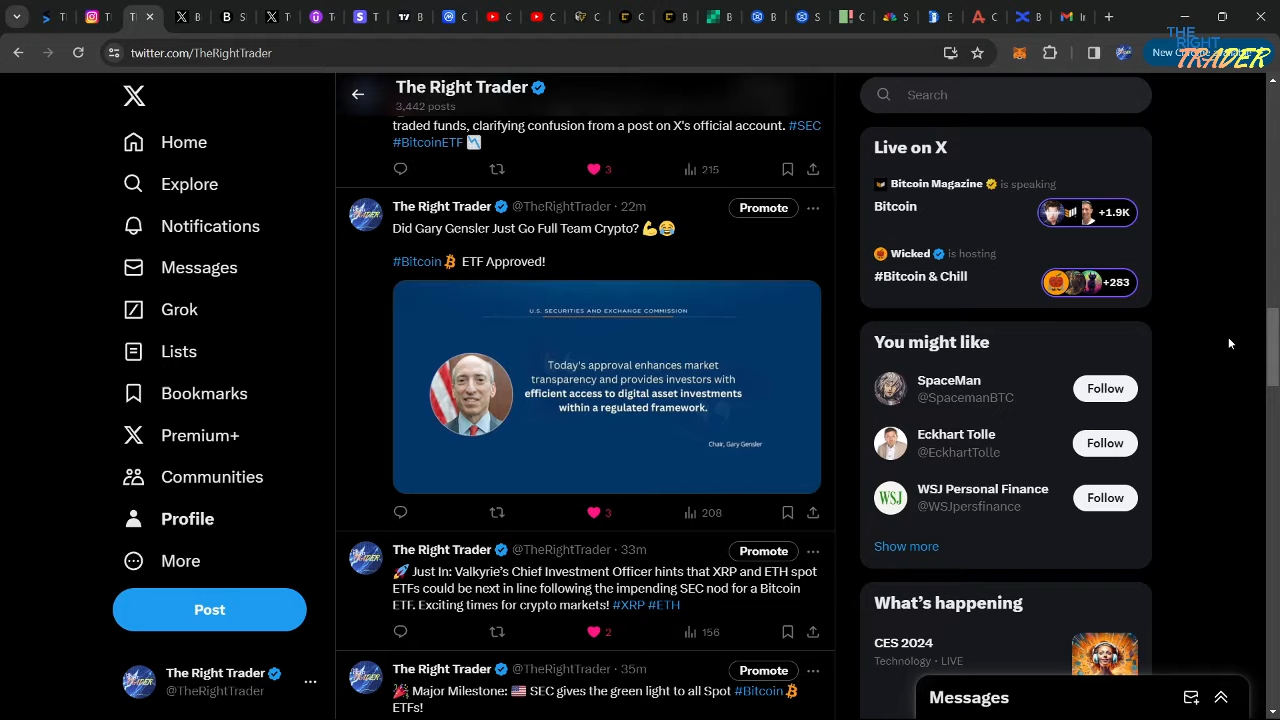 T
T
B
S
T
T
S
B
C
C
C
C
C
B
B
B
S
C
C
E
C
B
In
twitter.com/TheRightTrader
New Chrome available
THE
RIGHT
TRADER
Home
Explore
Notifications
Messages
Grok
Lists
Bookmarks
Premium+
Communities
Profile
More
Post
The Right Trader
@TheRightTrader
The Right Trader
3,442 posts
traded funds, clarifying confusion from a post on X's official account. #SEC
#BitcoinETF
3
215
The Right Trader @TheRightTrader · 22m
Promote
Did Gary Gensler Just Go Full Team Crypto? 💪😂
#Bitcoin ETF Approved!
U.S. SECURITIES AND EXCHANGE COMMISSION
Today's approval enhances market
transparency and provides investors with
efficient access to digital asset investments
within a regulated framework.
Chair, Gary Gensler
3
208
The Right Trader @TheRightTrader · 33m
Promote
🚀 Just In: Valkyrie's Chief Investment Officer hints that XRP and ETH spot
ETFs could be next in line following the impending SEC nod for a Bitcoin
ETF. Exciting times for crypto markets! #XRP #ETH
2
156
The Right Trader @TheRightTrader · 35m
Promote
🎉 Major Milestone: 🇺🇸 SEC gives the green light to all Spot #Bitcoin
ETFs!
Search
Live on X
Bitcoin Magazine is speaking
Bitcoin
+1.9K
Wicked is hosting
#Bitcoin & Chill
+283
You might like
SpaceMan
@SpacemanBTC
Follow
Eckhart Tolle
@EckhartTolle
Follow
WSJ
WSJ Personal Finance
@WSJpersfinance
Follow
Show more
What's happening
CES 2024
Technology · LIVE
Messages